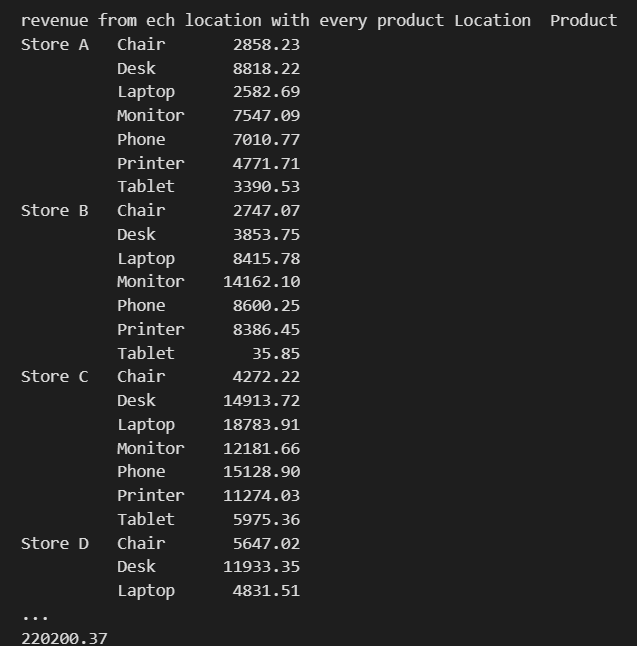 revenue from ech location with every product Location  Product
Store A   Chair       2858.23
          Desk        8818.22
          Laptop      2582.69
          Monitor     7547.09
          Phone       7010.77
          Printer     4771.71
          Tablet      3390.53
Store B   Chair       2747.07
          Desk        3853.75
          Laptop      8415.78
          Monitor    14162.10
          Phone       8600.25
          Printer     8386.45
          Tablet        35.85
Store C   Chair       4272.22
          Desk       14913.72
          Laptop     18783.91
          Monitor    12181.66
          Phone      15128.90
          Printer    11274.03
          Tablet      5975.36
Store D   Chair       5647.02
          Desk       11933.35
          Laptop      4831.51
...
220200.37